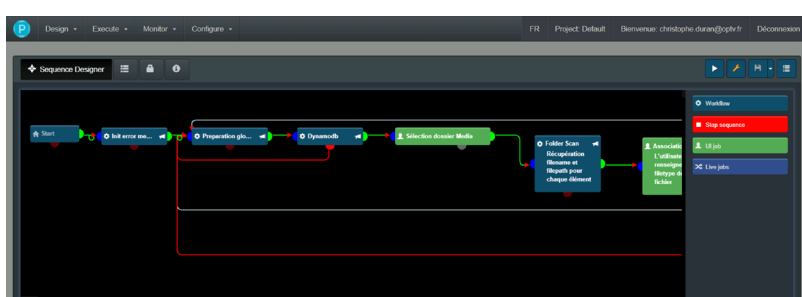 P Design Execute Monitor Configure FR Project: Default Bienvenue: christophe.duran@optv.fr Déconnexion
Sequence Designer
Workflow
Stop sequence
Start Init error me... Preparation glo... Dynamodb Sélection dossier Media
UI job
Folder Scan
Récupération
filename et
filepath pour
chaque élément
Associatio
L'utilisate
renseigne
filetype de
fichier
Live jobs